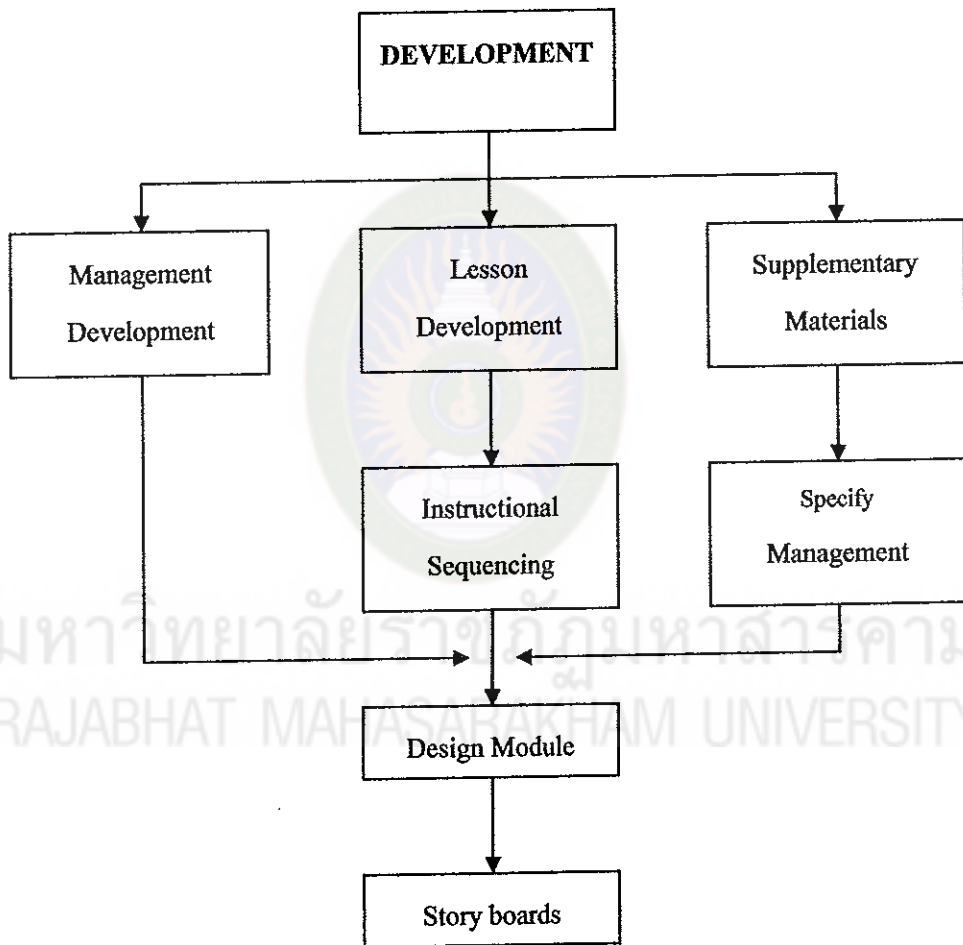 DEVELOPMENT
Management
Development
Lesson
Development
Supplementary
Materials
Instructional
Sequencing
Specify
Management
มหาวิทยาลัยราชภัฏมหาสารคาม
RAJABHAT MAHASARAKHAM UNIVERSITY
Design Module
Story boards